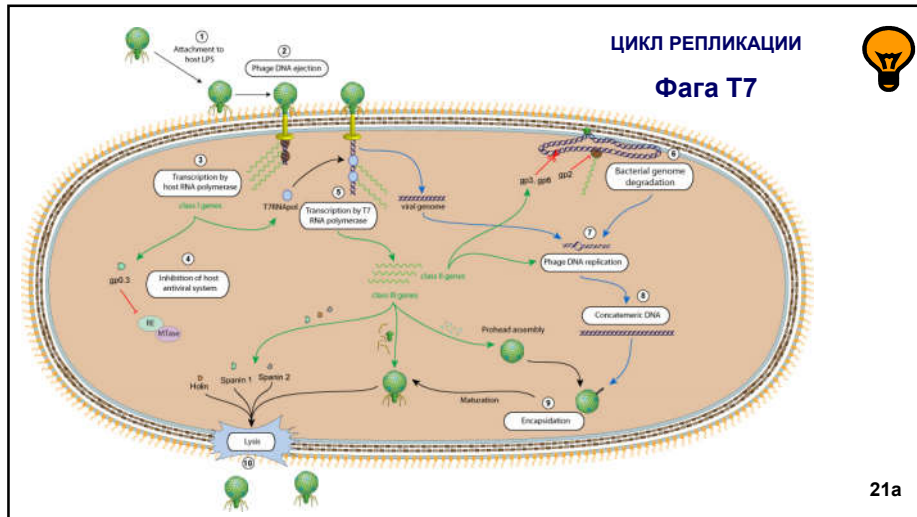 ЦИКЛ РЕПЛИКАЦИИ
Фага T7
1
Attachment to
host LPS
2
Phage DNA ejection
3
Transcription by
host RNA polymerase
class I genes
T7RNApol
4
gp0.3
Inhibition of host
antiviral system
RE
MTase
5
Transcription by T7
RNA polymerase
viral genome
class II genes
class III genes
gp3, gp6
gp2
6
Bacterial genome
degradation
7
Phage DNA replication
8
Concatemeric DNA
Prohead assembly
9
Encapsidation
Maturation
Holin
Spanin 1
Spanin 2
Lysis
10
21a